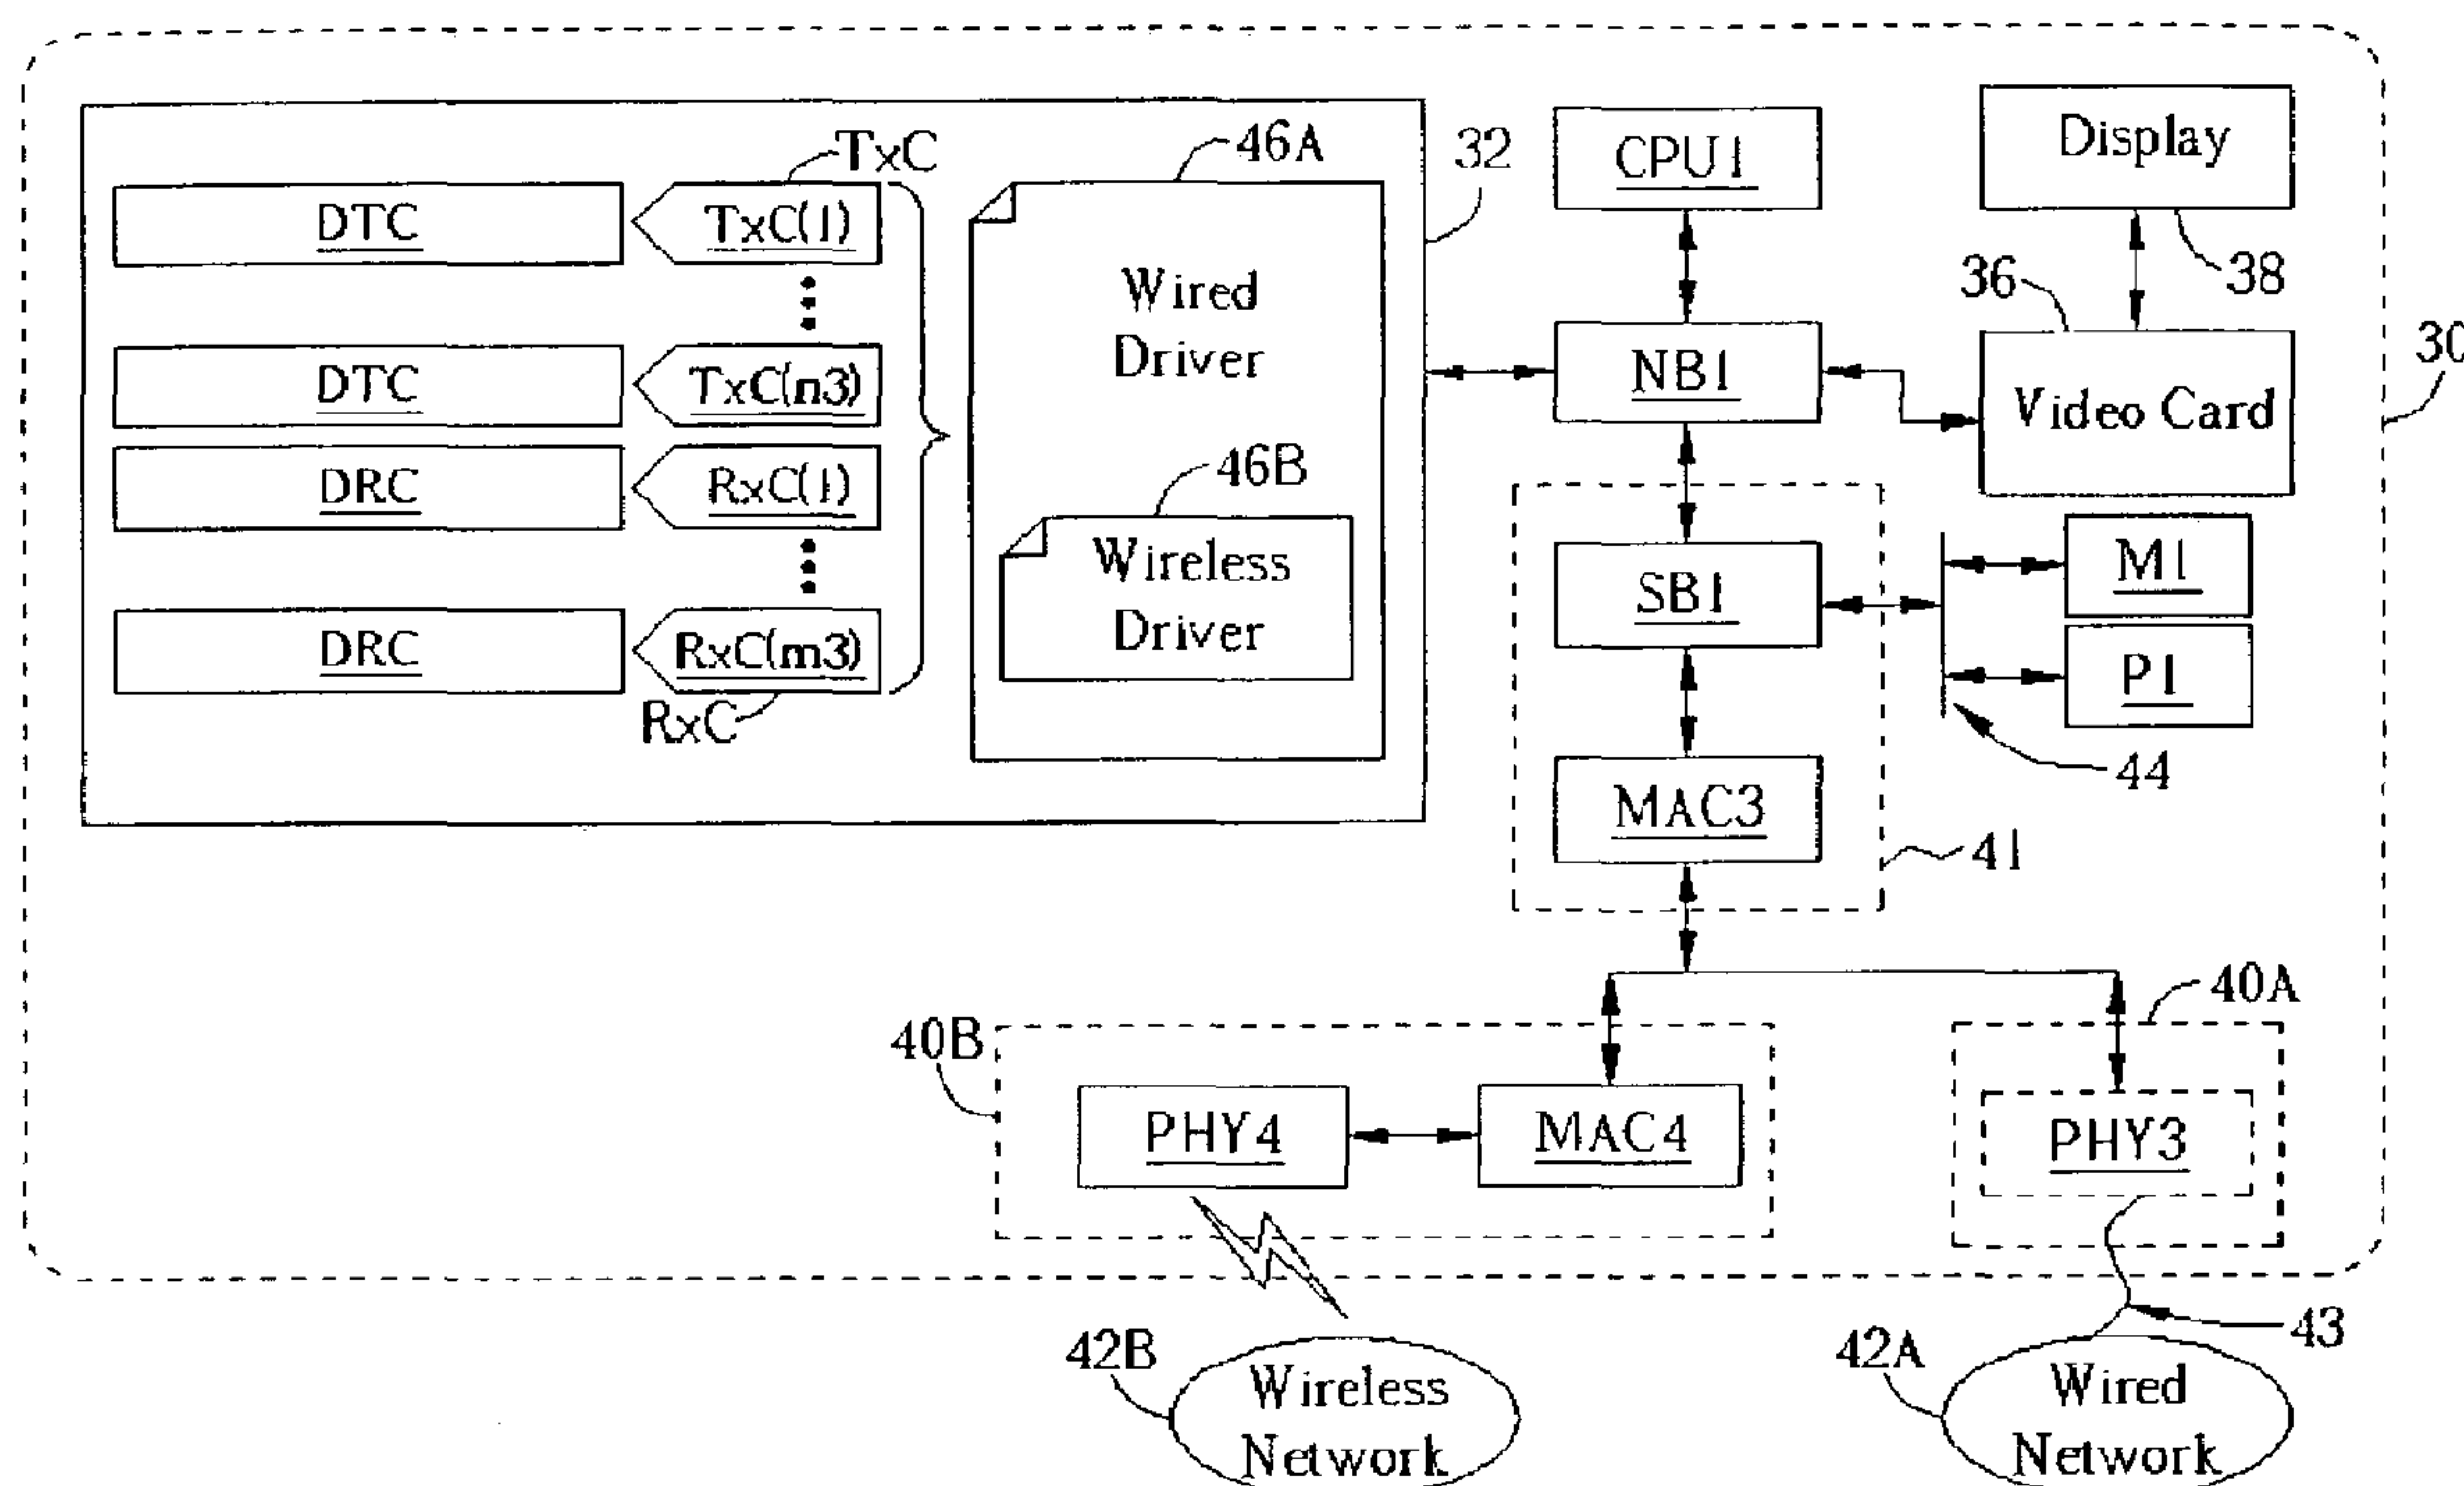 TxC
46A
32
CPU1
Display
DTC
TxC(1)
Wired
Driver
36
38
30
DTC
TxC(n3)
NB1
Video Card
DRC
RxC(1)
46B
Wireless
Driver
SB1
M1
P1
DRC
RxC(m3)
RxC
44
MAC3
41
40A
40B
PHY4
MAC4
PHY3
43
42B
Wireless
Network
42A
Wired
Network